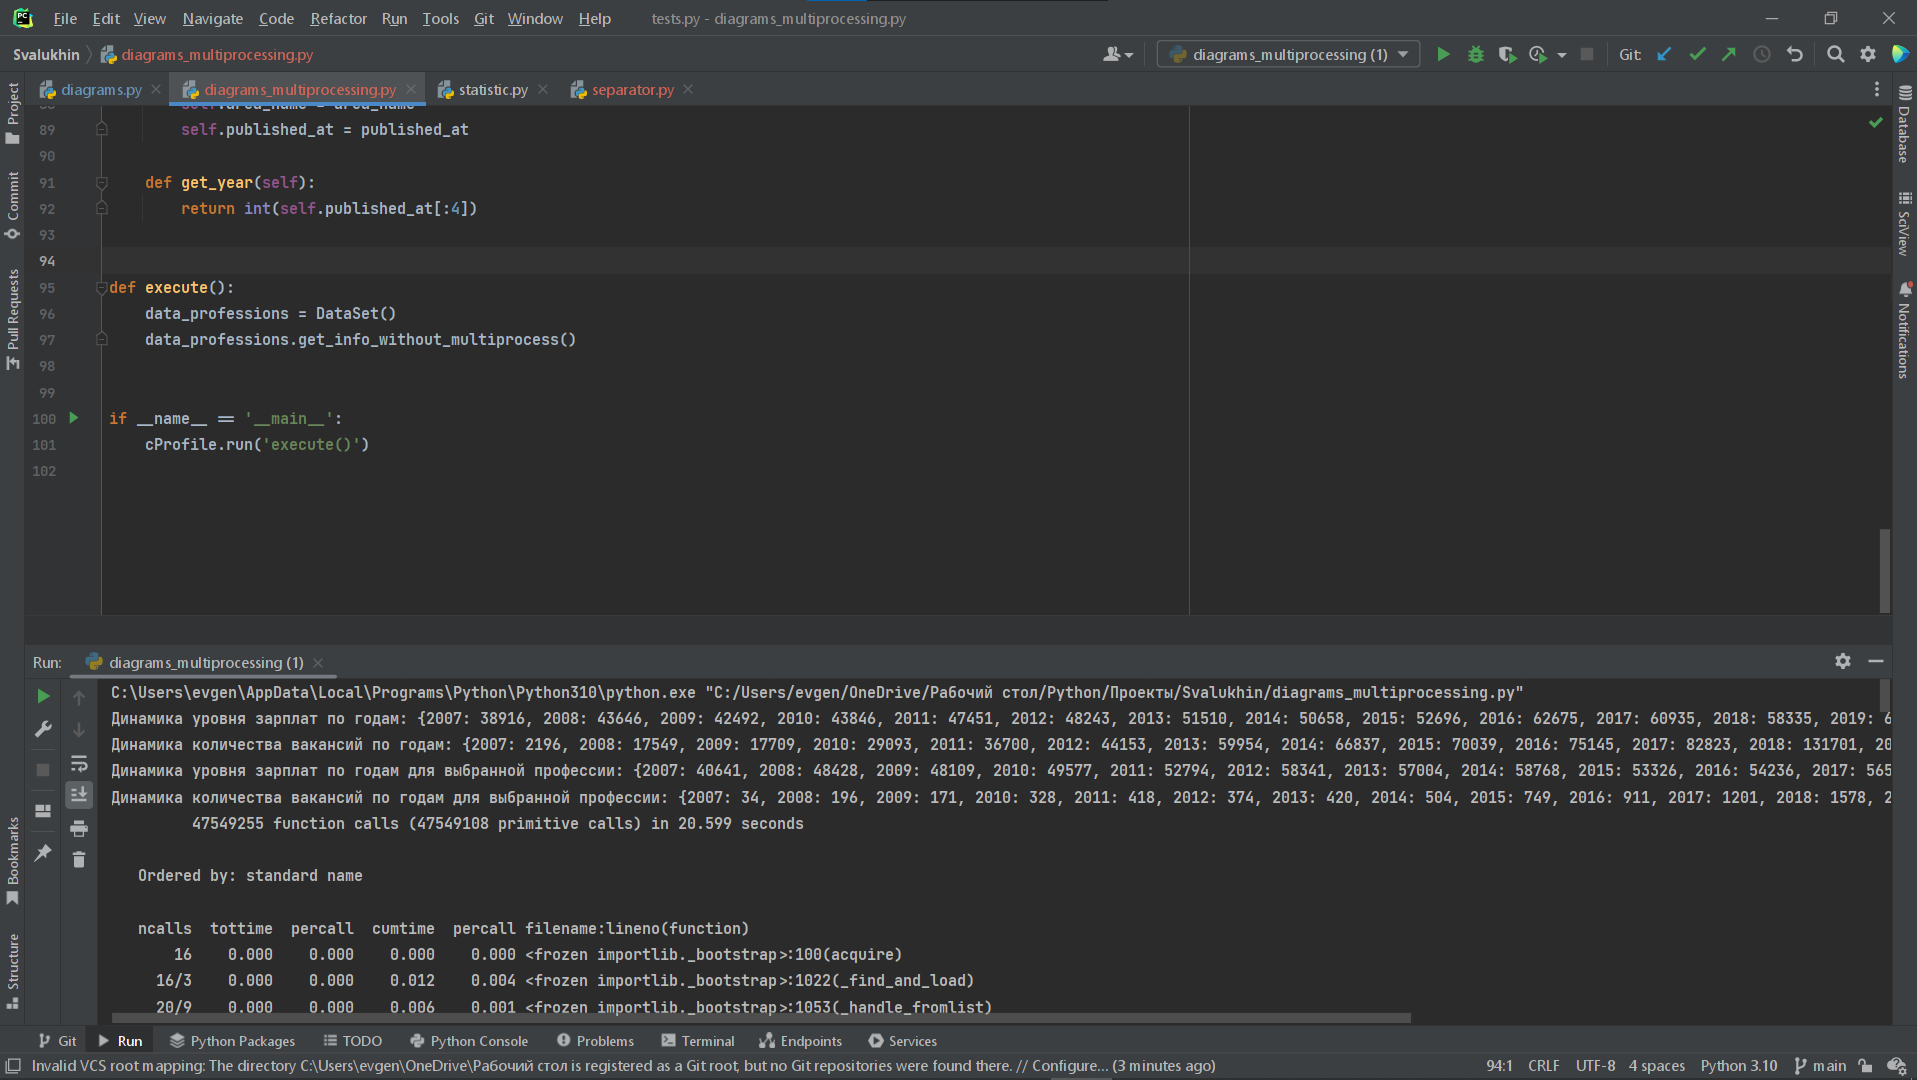 File Edit View Navigate Code Refactor Run Tools Git Window Help tests.py - diagrams_multiprocessing.py
Svalukhin diagrams_multiprocessing.py diagrams_multiprocessing (1) Git:
diagrams.py diagrams_multiprocessing.py statistic.py separator.py
Project
Commit
Pull Requests
Bookmarks
Structure
Database
SciView
Notifications
89 self.published_at = published_at
90
91 def get_year(self):
92 return int(self.published_at[:4])
93
94
95 def execute():
96 data_professions = DataSet()
97 data_professions.get_info_without_multiprocess()
98
99
100 if __name__ == '__main__':
101 cProfile.run('execute()')
102
Run: diagrams_multiprocessing (1)
C:\Users\evgen\AppData\Local\Programs\Python\Python310\python.exe "C:/Users/evgen/OneDrive/Рабочий стол/Python/Проекты/Svalukhin/diagrams_multiprocessing.py"
Динамика уровня зарплат по годам: {2007: 38916, 2008: 43646, 2009: 42492, 2010: 43846, 2011: 47451, 2012: 48243, 2013: 51510, 2014: 50658, 2015: 52696, 2016: 62675, 2017: 60935, 2018: 58335, 2019: 6
Динамика количества вакансий по годам: {2007: 2196, 2008: 17549, 2009: 17709, 2010: 29093, 2011: 36700, 2012: 44153, 2013: 59954, 2014: 66837, 2015: 70039, 2016: 75145, 2017: 82823, 2018: 131701, 20
Динамика уровня зарплат по годам для выбранной профессии: {2007: 40641, 2008: 48428, 2009: 48109, 2010: 49577, 2011: 52794, 2012: 58341, 2013: 57004, 2014: 58768, 2015: 53326, 2016: 54236, 2017: 565
Динамика количества вакансий по годам для выбранной профессии: {2007: 34, 2008: 196, 2009: 171, 2010: 328, 2011: 418, 2012: 374, 2013: 420, 2014: 504, 2015: 749, 2016: 911, 2017: 1201, 2018: 1578, 2
47549255 function calls (47549108 primitive calls) in 20.599 seconds
Ordered by: standard name
ncalls tottime percall cumtime percall filename:lineno(function)
16 0.000 0.000 0.000 0.000 <frozen importlib._bootstrap>:100(acquire)
16/3 0.000 0.000 0.012 0.004 <frozen importlib._bootstrap>:1022(_find_and_load)
20/9 0.000 0.000 0.006 0.001 <frozen importlib._bootstrap>:1053(_handle_fromlist)
Git Run Python Packages TODO Python Console Problems Terminal Endpoints Services
Invalid VCS root mapping: The directory C:\Users\evgen\OneDrive\Рабочий стол is registered as a Git root, but no Git repositories were found there. // Configure... (3 minutes ago) 94:1 CRLF UTF-8 4 spaces Python 3.10 main